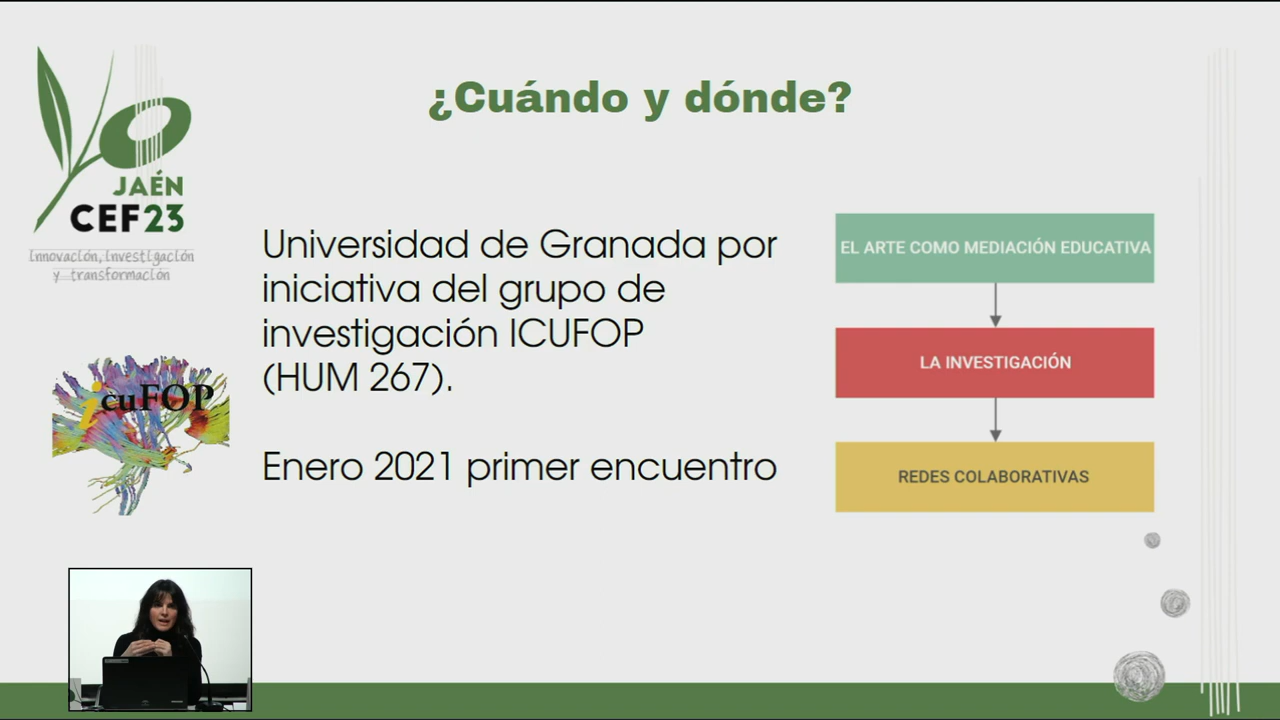 ¿Cuándo y dónde?
JAÉN
CEF23
Innovación, investigación
y transformación
icuFOP
Universidad de Granada por
iniciativa del grupo de
investigación ICUFOP
(HUM 267).
Enero 2021 primer encuentro
EL ARTE COMO MEDIACIÓN EDUCATIVA
LA INVESTIGACIÓN
REDES COLABORATIVAS